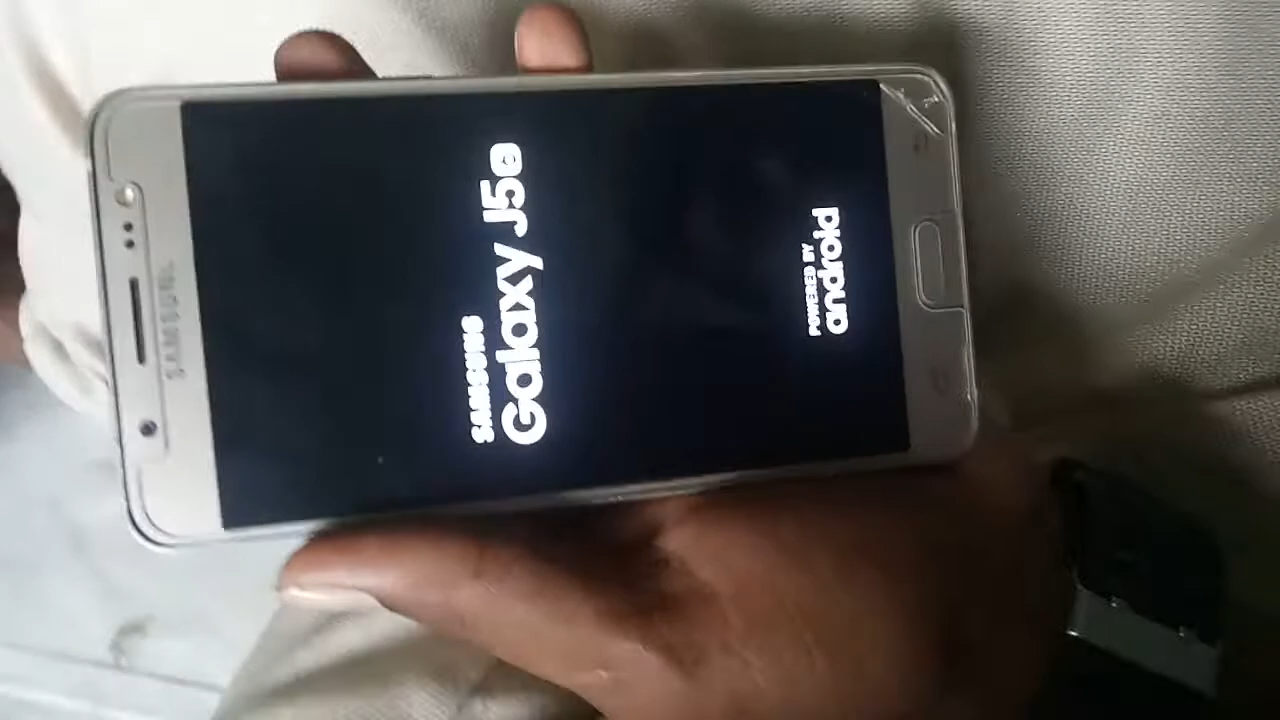 SAMSUNG
SAMSUNG
Galaxy J5⑥
POWERED BY
android